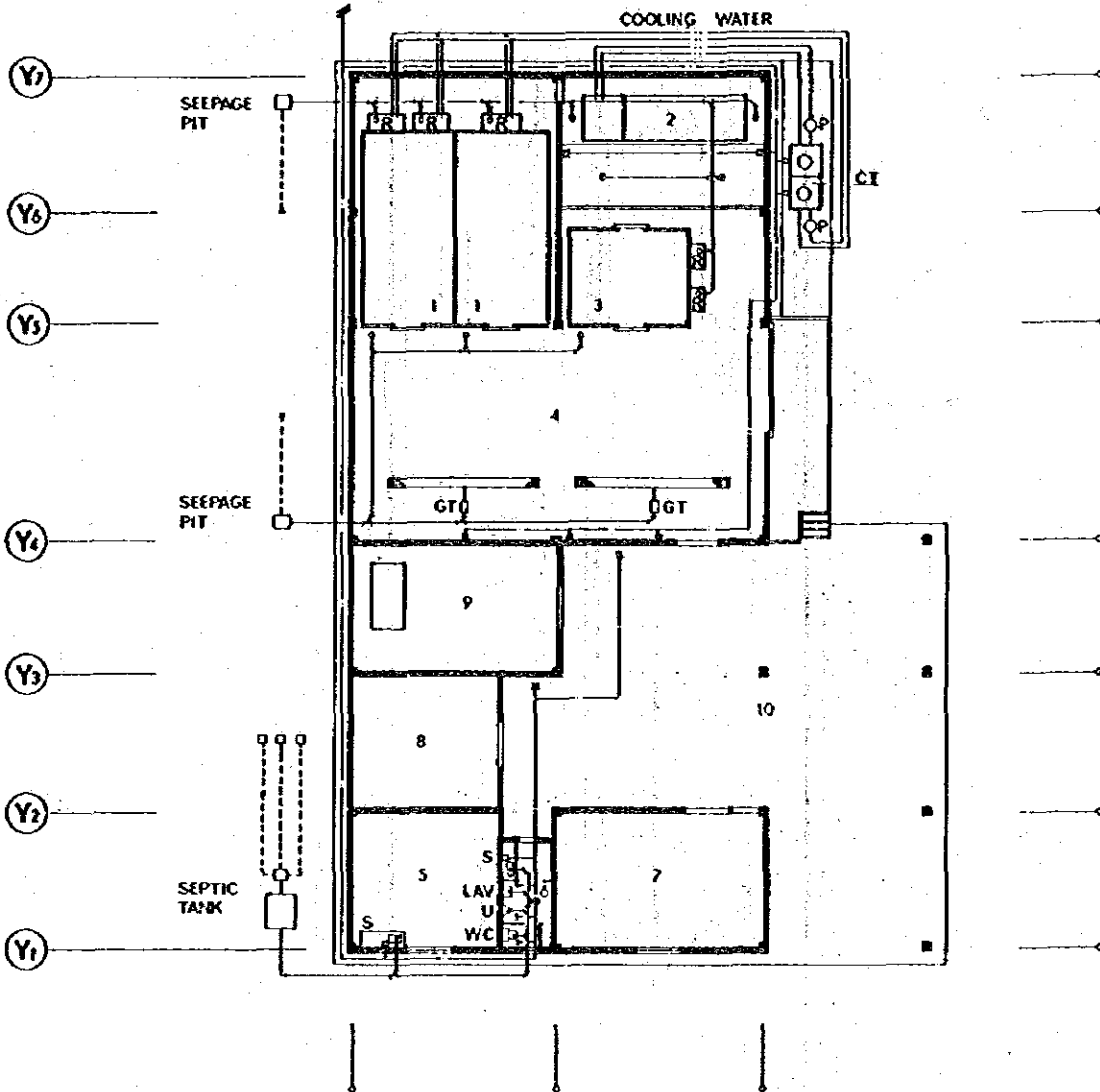 COOLING WATER
Y7
SEEPAGE
PIT
R R R
2
P
CT
Y6
P
1 1 3
Y5
4
SEEPAGE
PIT
GT GT
Y4
9
Y3
10
8
Y2
S
5 7
SEPTIC
TANK
LAV
U
S
WC
Y1